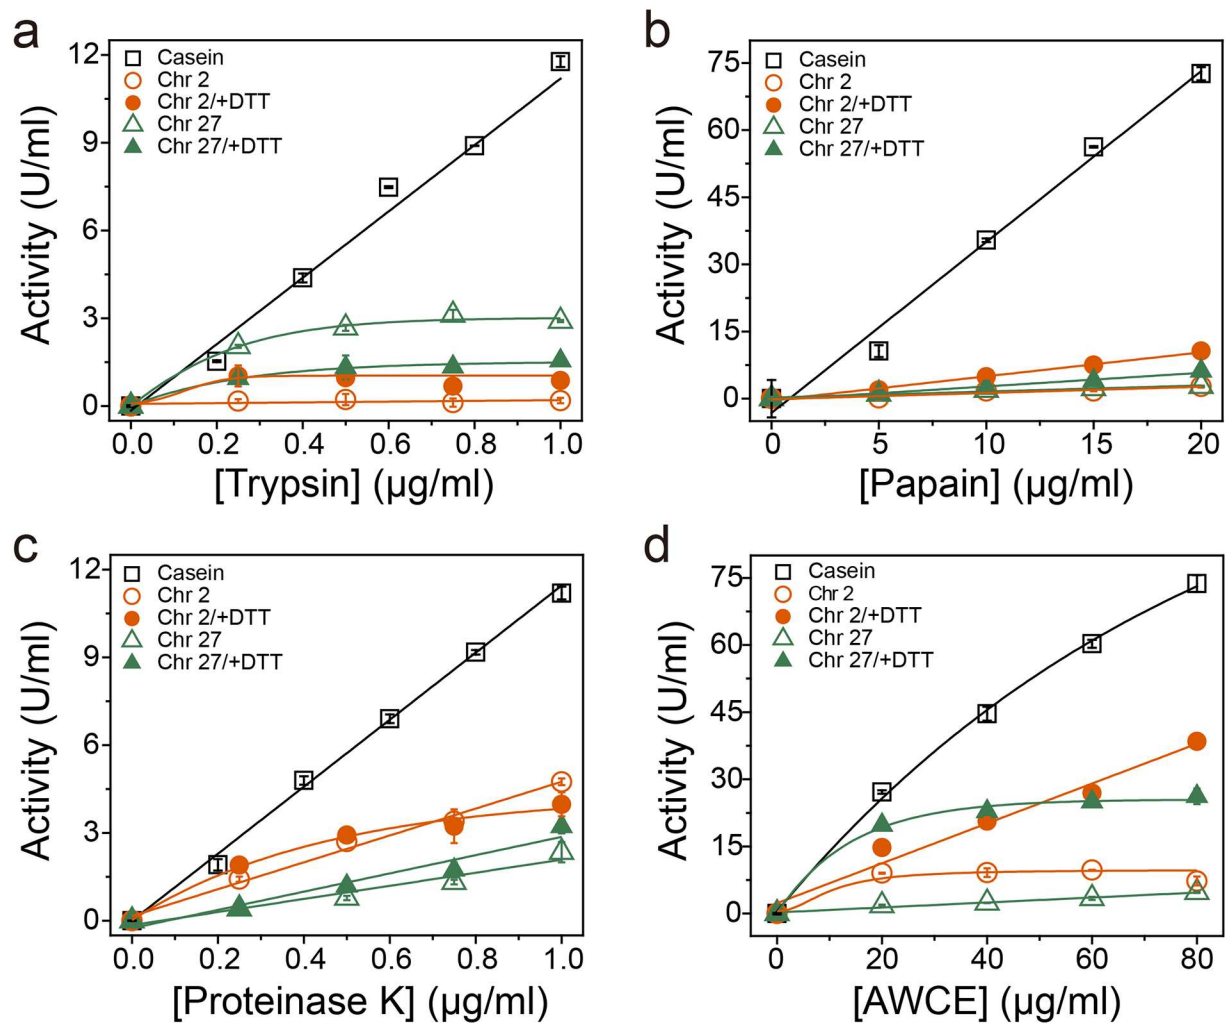 a
12
9
6
3
0
Activity (U/ml)
Casein
Chr 2
Chr 2/+DTT
Chr 27
Chr 27/+DTT
0.0 0.2 0.4 0.6 0.8 1.0
[Trypsin] (μg/ml)
b
75
60
45
30
15
0
Activity (U/ml)
Casein
Chr 2
Chr 2/+DTT
Chr 27
Chr 27/+DTT
0 5 10 15 20
[Papain] (μg/ml)
c
12
9
6
3
0
Activity (U/ml)
Casein
Chr 2
Chr 2/+DTT
Chr 27
Chr 27/+DTT
0.0 0.2 0.4 0.6 0.8 1.0
[Proteinase K] (μg/ml)
d
75
60
45
30
15
0
Activity (U/ml)
Casein
Chr 2
Chr 2/+DTT
Chr 27
Chr 27/+DTT
0 20 40 60 80
[AWCE] (μg/ml)